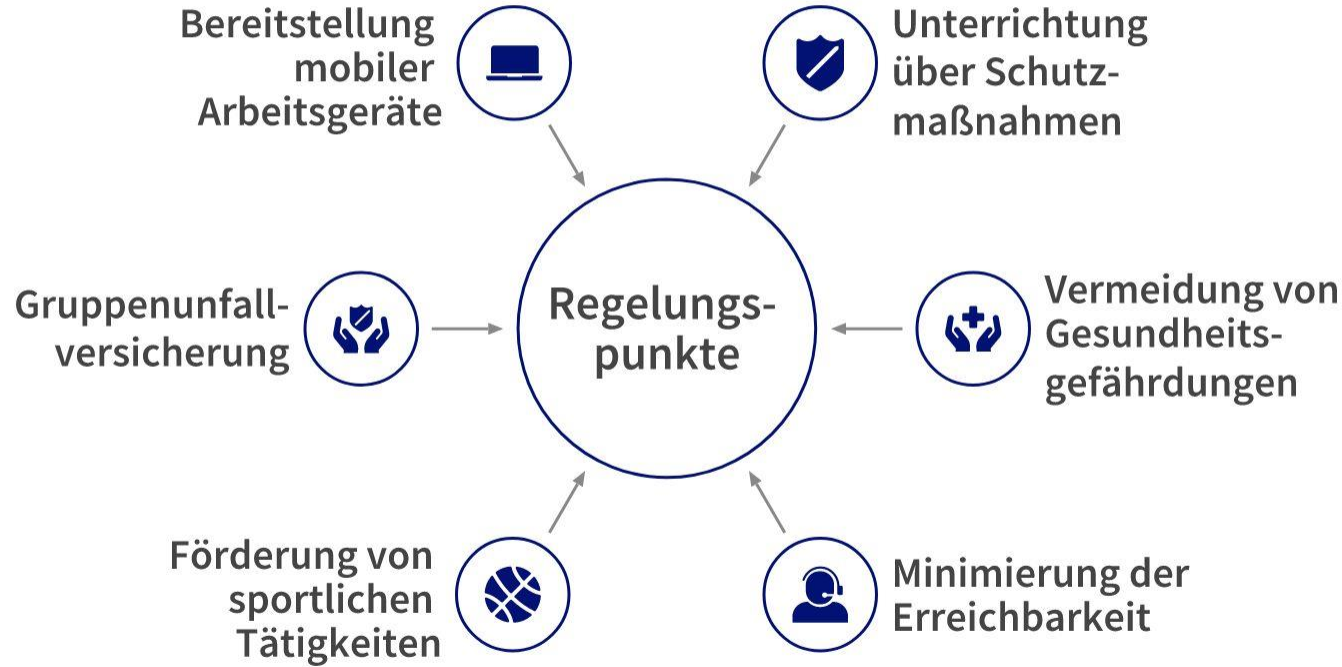 Bereitstellung
mobiler
Arbeitsgeräte
Unterrichtung
über Schutz-
maßnahmen
Gruppenunfall-
versicherung
Regelungs-
punkte
Vermeidung von
Gesundheits-
gefährdungen
Förderung von
sportlichen
Tätigkeiten
Minimierung der
Erreichbarkeit